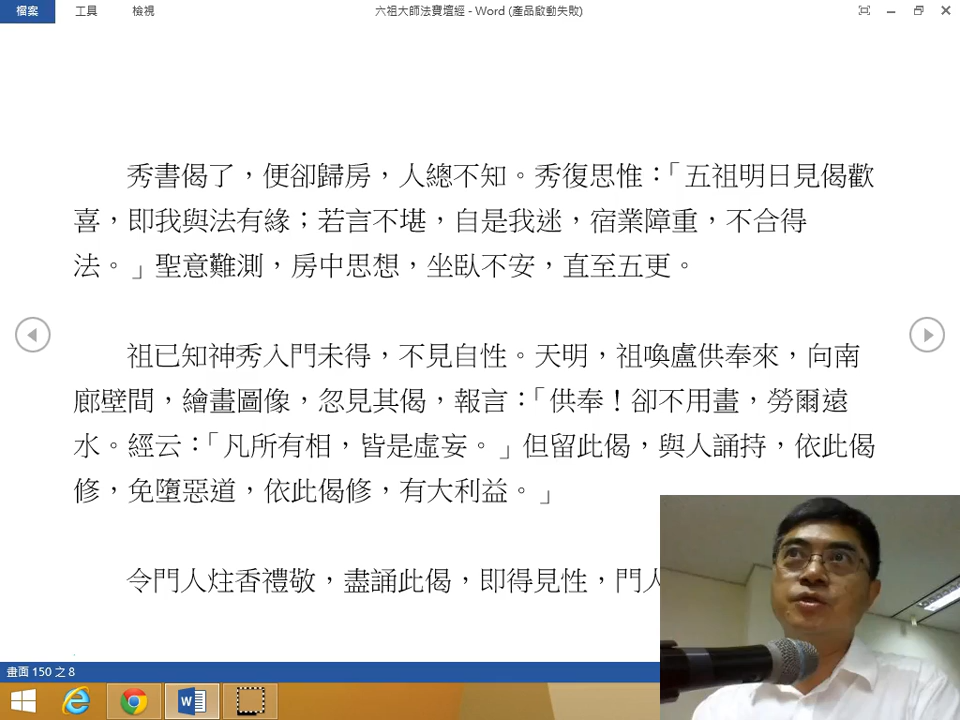 檔案 工具 檢視 六祖大師法寶壇經 - Word (產品啟動失敗)
秀書偈了，便卻歸房，人總不知。秀復思惟：「五祖明日見偈歡
喜，即我與法有緣；若言不堪，自是我迷，宿業障重，不合得
法。」聖意難測，房中思想，坐臥不安，直至五更。
祖已知神秀入門未得，不見自性。天明，祖喚盧供奉來，向南
廊壁間，繪畫圖像，忽見其偈，報言：「供奉！卻不用畫，勞爾遠
水。經云：「凡所有相，皆是虛妄。」但留此偈，與人誦持，依此偈
修，免墮惡道，依此偈修，有大利益。」
令門人炷香禮敬，盡誦此偈，即得見性，門人
畫面 150 之 8